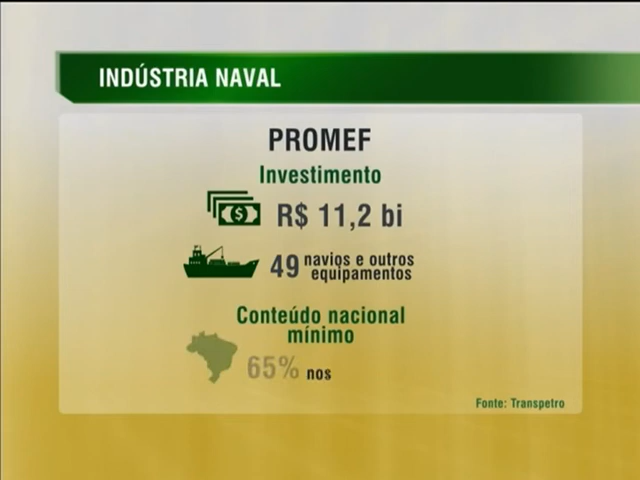 INDÚSTRIA NAVAL
PROMEF
Investimento
R$ 11,2 bi
49 navios e outros
equipamentos
Conteúdo nacional
mínimo
65% nos
Fonte: Transpetro